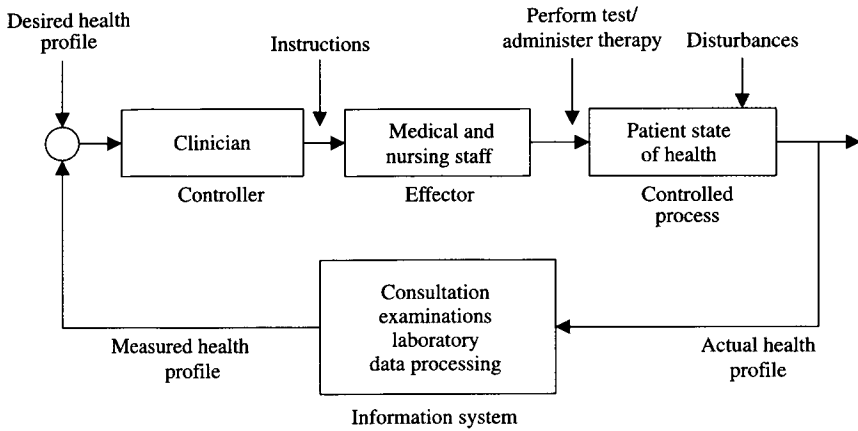 Desired health
profile
Instructions
Perform test/
administer therapy
Disturbances
Clinician
Medical and
nursing staff
Patient state
of health
Controller
Effector
Controlled
process
Consultation
examinations
laboratory
data processing
Measured health
profile
Actual health
profile
Information system